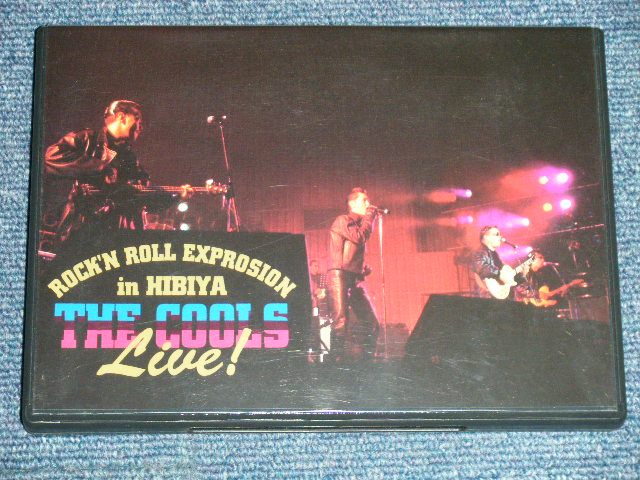 ROCK'N ROLL EXPROSION
in HIBIYA
THE COOLS
Live!